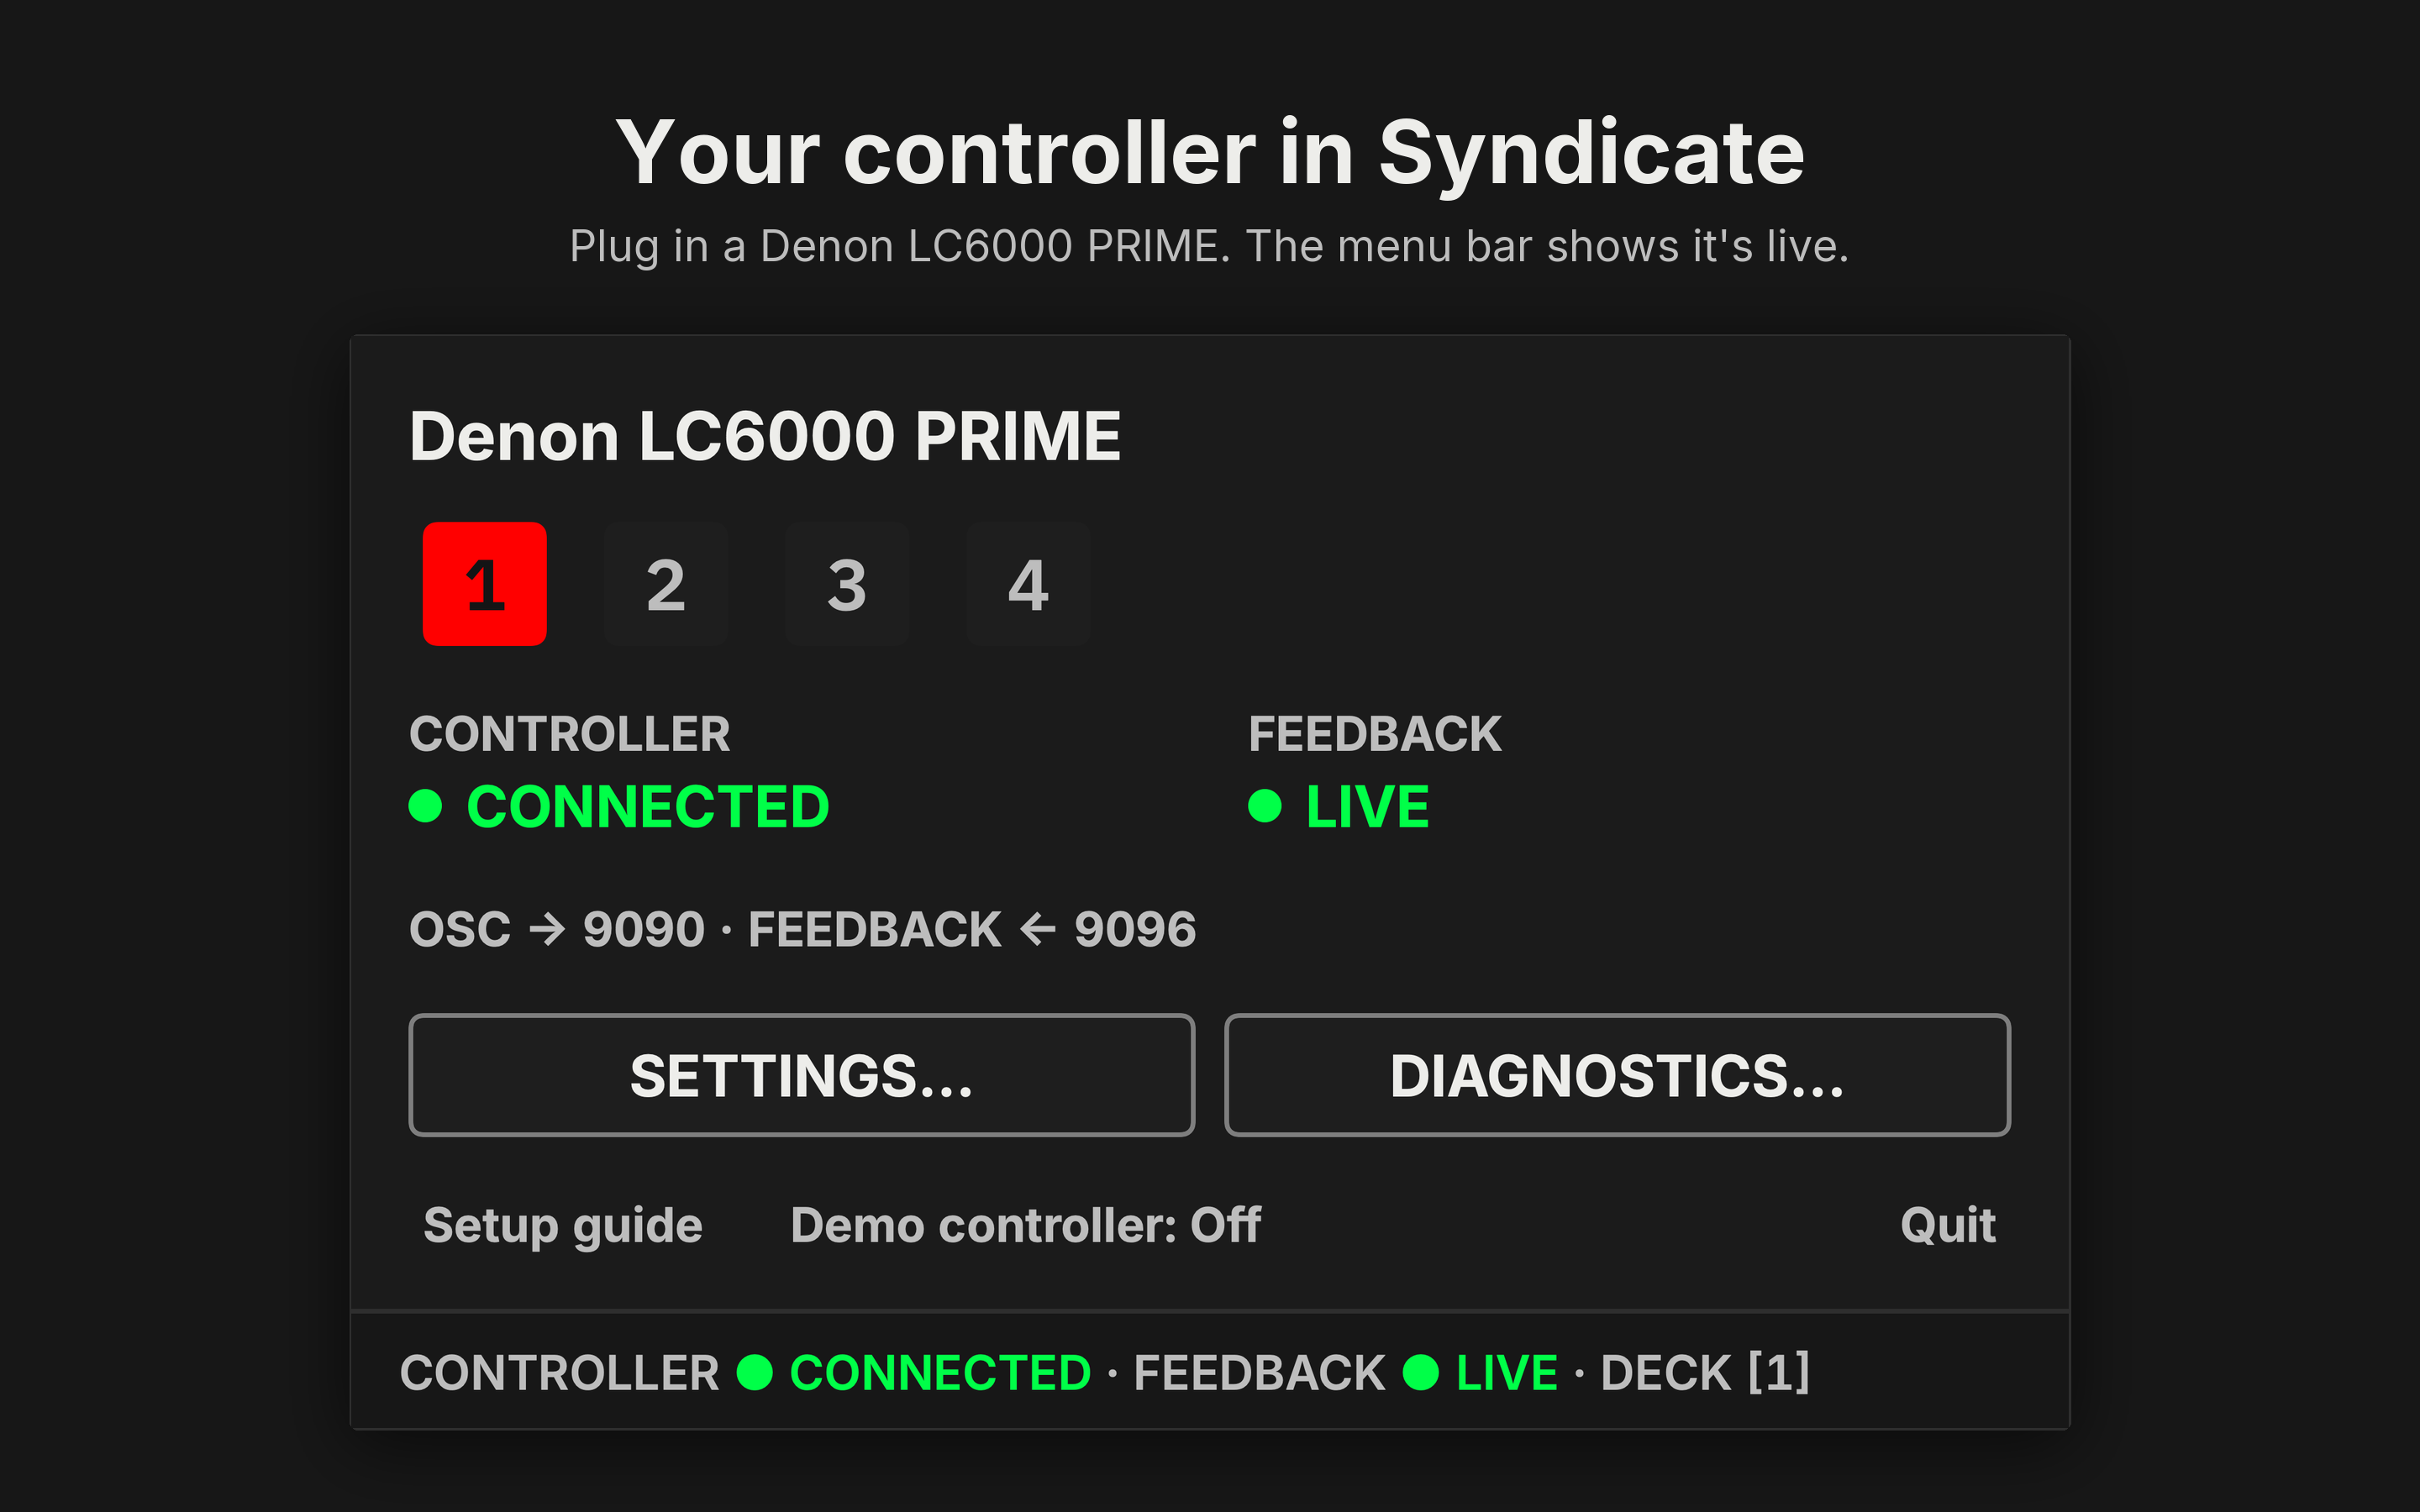 Your controller in Syndicate
Plug in a Denon LC6000 PRIME. The menu bar shows it's live.
Denon LC6000 PRIME
1 2 3 4
CONTROLLER FEEDBACK
CONNECTED LIVE
OSC → 9090 · FEEDBACK ← 9096
SETTINGS... DIAGNOSTICS...
Setup guide Demo controller: Off Quit
CONTROLLER ● CONNECTED · FEEDBACK ● LIVE · DECK [1]